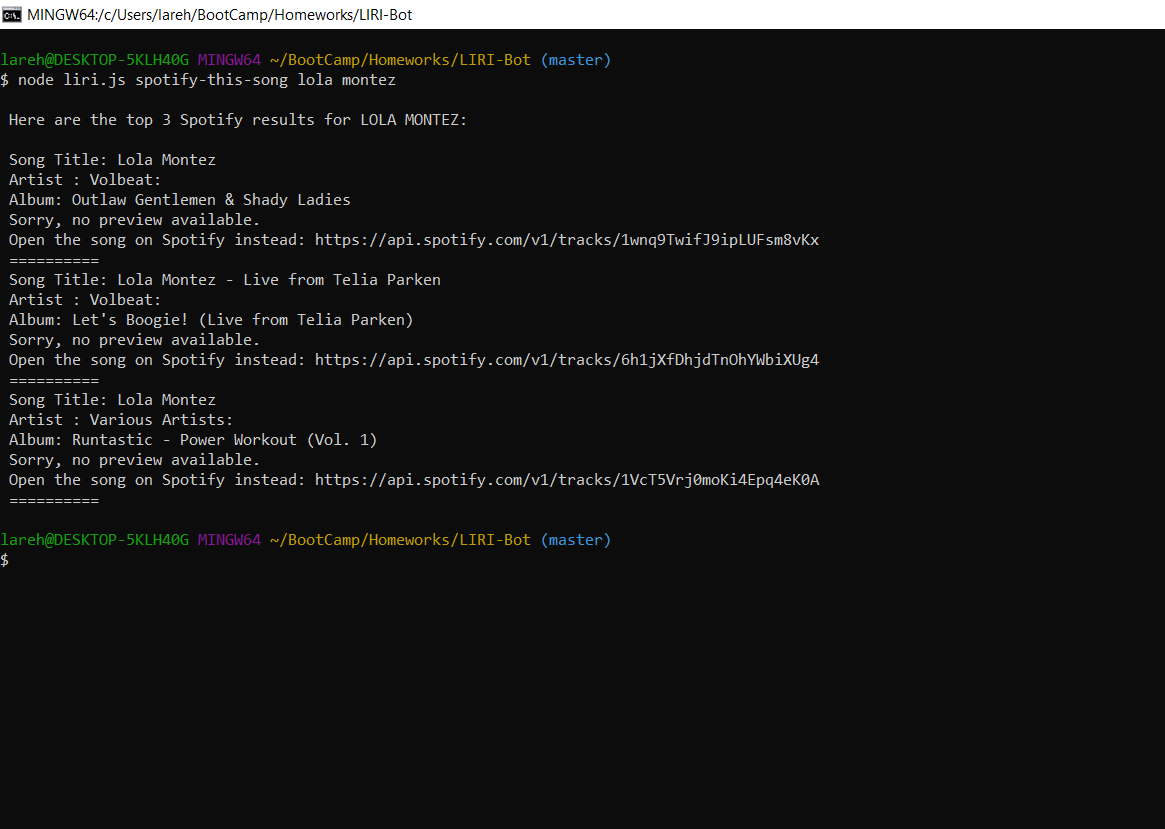 MINGW64:/c/Users/lareh/BootCamp/Homeworks/LIRI-Bot
lareh@DESKTOP-5KLH40G MINGW64 ~/BootCamp/Homeworks/LIRI-Bot (master)
$ node liri.js spotify-this-song lola montez
Here are the top 3 Spotify results for LOLA MONTEZ:
Song Title: Lola Montez
Artist : Volbeat:
Album: Outlaw Gentlemen & Shady Ladies
Sorry, no preview available.
Open the song on Spotify instead: https://api.spotify.com/v1/tracks/1wnq9TwifJ9ipLUFsm8vKx
==========
Song Title: Lola Montez - Live from Telia Parken
Artist : Volbeat:
Album: Let's Boogie! (Live from Telia Parken)
Sorry, no preview available.
Open the song on Spotify instead: https://api.spotify.com/v1/tracks/6h1jXfDhjdTnOhYWbiXUg4
==========
Song Title: Lola Montez
Artist : Various Artists:
Album: Runtastic - Power Workout (Vol. 1)
Sorry, no preview available.
Open the song on Spotify instead: https://api.spotify.com/v1/tracks/1VcT5Vrj0moKi4Epq4eK0A
==========
lareh@DESKTOP-5KLH40G MINGW64 ~/BootCamp/Homeworks/LIRI-Bot (master)
$